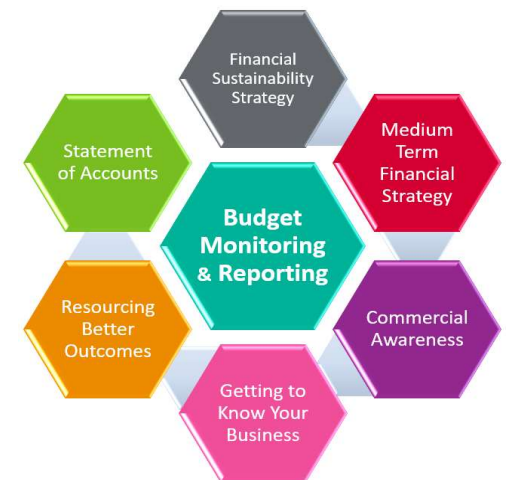 Financial
Sustainability
Strategy
Medium
Term
Financial
Strategy
Commercial
Awareness
Getting to
Know Your
Business
Resourcing
Better
Outcomes
Statement
of Accounts
Budget
Monitoring
& Reporting